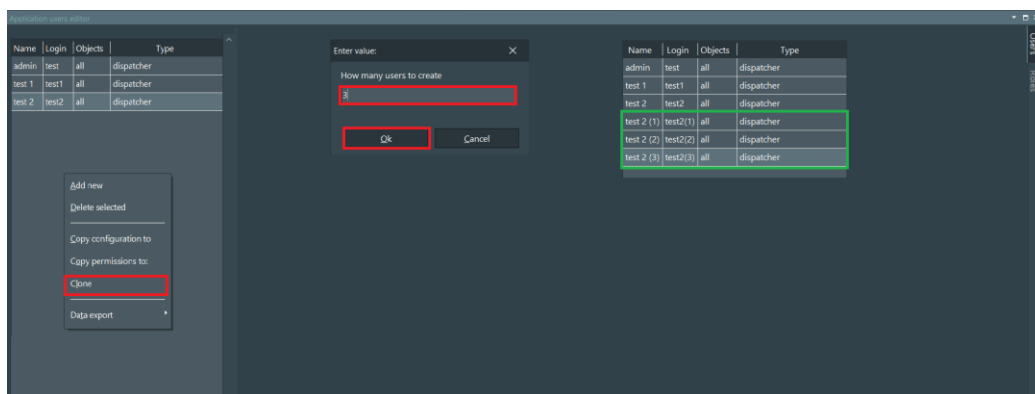 Application users editor
Name Login Objects Type
admin test all dispatcher
test 1 test1 all dispatcher
test 2 test2 all dispatcher
Add new
Delete selected
Copy configuration to
Copy permissions to:
Clone
Data export
Enter value:
How many users to create
3
Ok Cancel
Name Login Objects Type
admin test all dispatcher
test 1 test1 all dispatcher
test 2 test2 all dispatcher
test 2 (1) test2(1) all dispatcher
test 2 (2) test2(2) all dispatcher
test 2 (3) test2(3) all dispatcher
Users
Roles